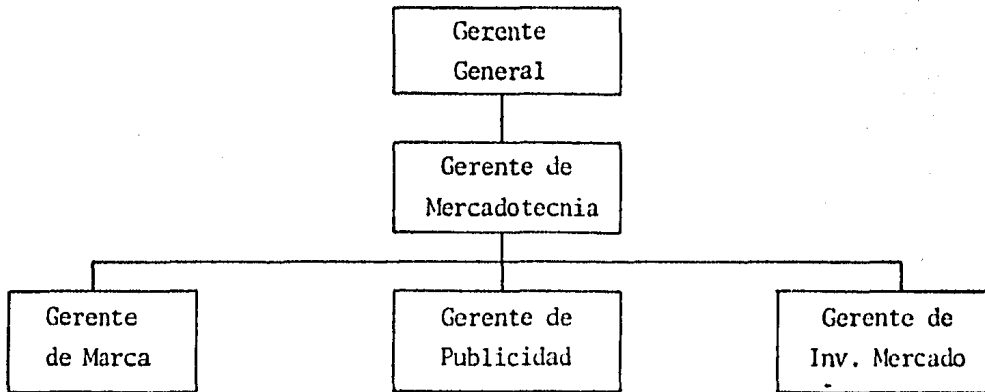 Gerente
General
Gerente de
Mercadotecnia
Gerente
de Marca
Gerente de
Publicidad
Gerente de
Inv. Mercado